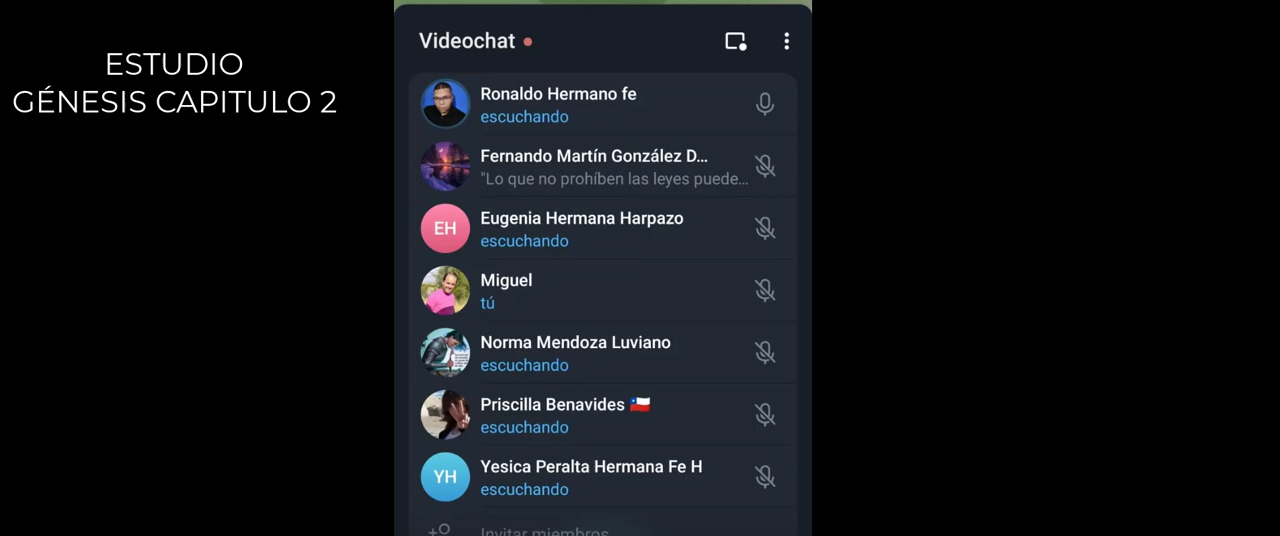 ESTUDIO
GÉNESIS CAPITULO 2
Videochat
Ronaldo Hermano fe
escuchando
Fernando Martín González D...
"Lo que no prohíben las leyes puede...
EH
Eugenia Hermana Harpazo
escuchando
Miguel
tú
Norma Mendoza Luviano
escuchando
Priscilla Benavides 🇨🇱
escuchando
YH
Yesica Peralta Hermana Fe H
escuchando
Invitar miembros